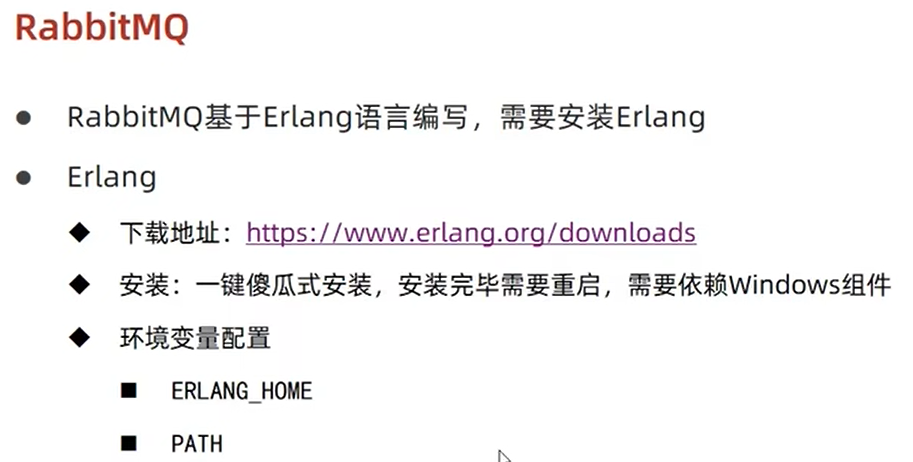 RabbitMQ
RabbitMQ基于Erlang语言编写，需要安装Erlang
Erlang
下载地址：https://www.erlang.org/downloads
安装：一键傻瓜式安装，安装完毕需要重启，需要依赖Windows组件
环境变量配置
ERLANG_HOME
PATH